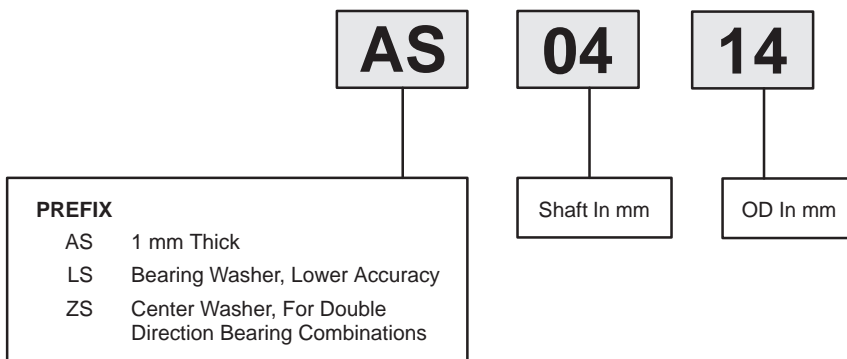 AS 04 14
PREFIX
AS 1 mm Thick
LS Bearing Washer, Lower Accuracy
ZS Center Washer, For Double
Direction Bearing Combinations
Shaft In mm
OD In mm